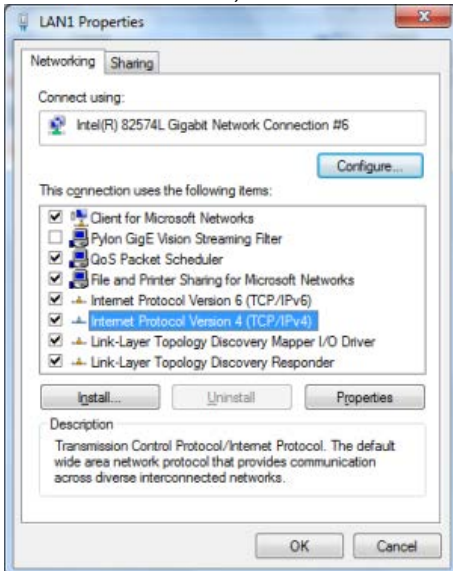 LAN1 Properties
Networking Sharing
Connect using:
Intel(R) 82574L Gigabit Network Connection #6
Configure...
This connection uses the following items:
Client for Microsoft Networks
Pylon GigE Vision Streaming Filter
QoS Packet Scheduler
File and Printer Sharing for Microsoft Networks
Internet Protocol Version 6 (TCP/IPv6)
Internet Protocol Version 4 (TCP/IPv4)
Link-Layer Topology Discovery Mapper I/O Driver
Link-Layer Topology Discovery Responder
Install... Uninstall Properties
Description
Transmission Control Protocol/Internet Protocol. The default
wide area network protocol that provides communication
across diverse interconnected networks.
OK Cancel